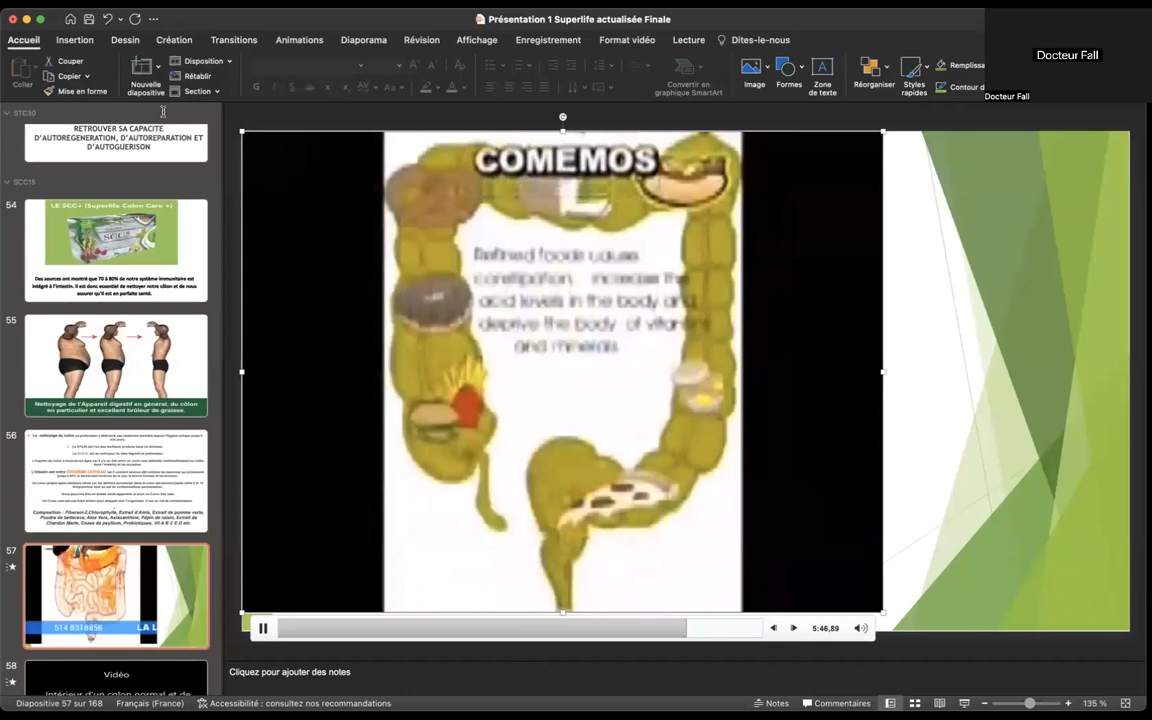 Présentation 1 Superlife actualisée Finale
Accueil Insertion Dessin Création Transitions Animations Diaporama Révision Affichage Enregistrement Format vidéo Lecture Dites-le-nous
Docteur Fall
Docteur Fall
Coller
Couper
Copier
Mise en forme
Nouvelle
diapositive
Disposition
Rétablir
Section
Convertir en
graphique SmartArt
Image
Formes
Zone
de texte
Réorganiser
Styles
rapides
Remplissa
Contour d
STC30
RETROUVER SA CAPACITE
D'AUTOREGENERATION, D'AUTOREPARATION ET
D'AUTOGUERISON
SCC15
54
LE SCC+ (Superlife Colon Care +)
SCC
Des sources ont montré que 70 à 80% de notre système immunitaire est
intégré à l'intestin. Il est donc essentiel de nettoyer notre côlon et de nous
assurer qu'il est en parfaite santé.
55
Nettoyage de l'Appareil digestif en général, du côlon
en particulier et excellent brûleur de graisse.
56
57
514 8318856 LA L
58
Vidéo
Intérieur d'un colon normal et de
COMEMOS
Refined foods cause
constipation increase the
acid levels in the body and
deprive the body of vitamins
and minerals
5:46,89
Cliquez pour ajouter des notes
Diapositive 57 sur 168 Français (France) Accessibilité : consultez nos recommandations Notes Commentaires 135 %